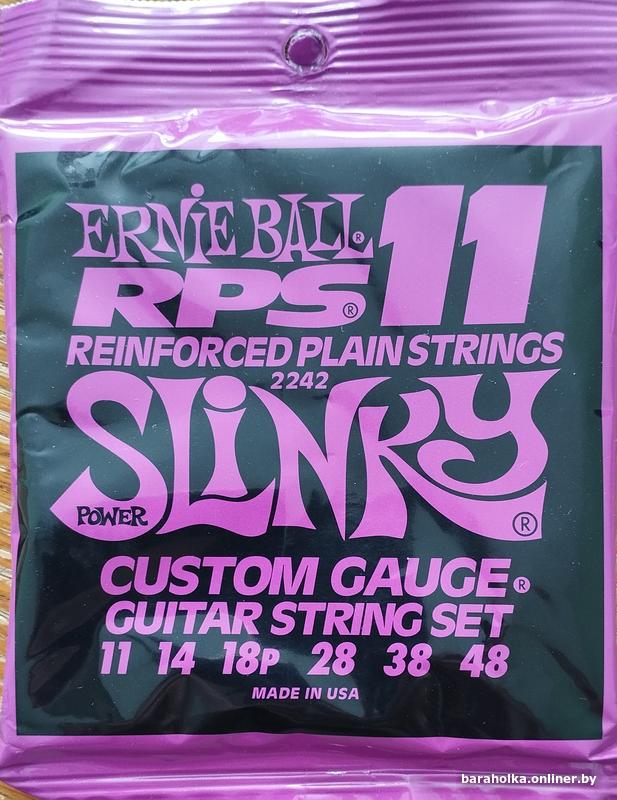 ERNIE BALL®
RPS® 11
REINFORCED PLAIN STRINGS
2242
POWER SLINKY®
CUSTOM GAUGE®
GUITAR STRING SET
11 14 18P 28 38 48
MADE IN USA
baraholka.onliner.by